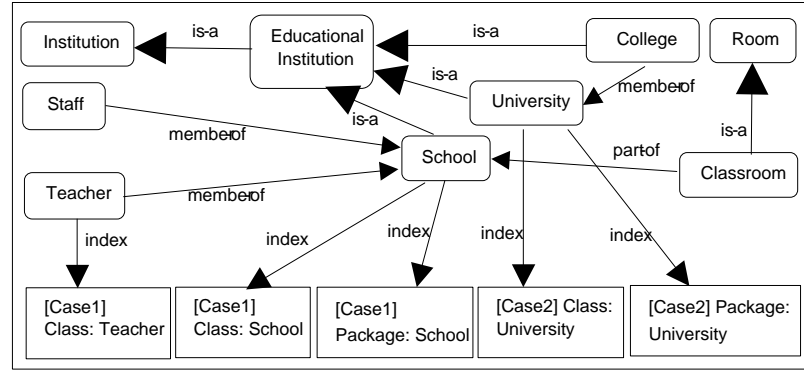 is-a
Institution
Educational
Institution
is-a
College
Room
is-a
Staff
University
member-of
member-of
is-a
is-a
School
part-of
Classroom
Teacher
member-of
index
index
index
index
index
[Case1]
Class: Teacher
[Case1]
Class: School
[Case1]
Package: School
[Case2] Class:
University
[Case2] Package:
University